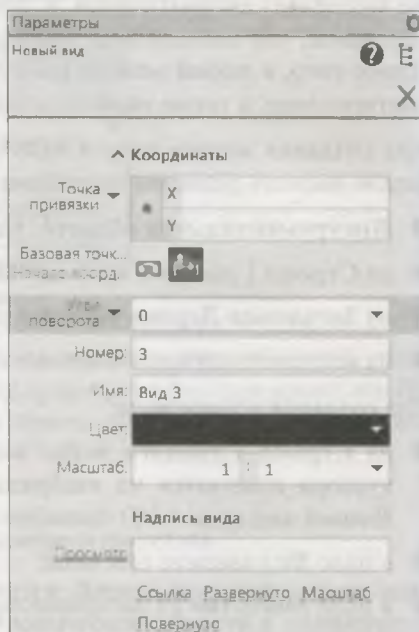 Параметры
Новый вид
Координаты
Точка привязки
X
Y
Базовая точк...
Начало коорд.
Угол поворота
0
Номер: 3
Имя: Вид 3
Цвет:
Масштаб: 1 : 1
Надпись вида
Просмотр
Ссылка Развернуто Масштаб
Повернуто